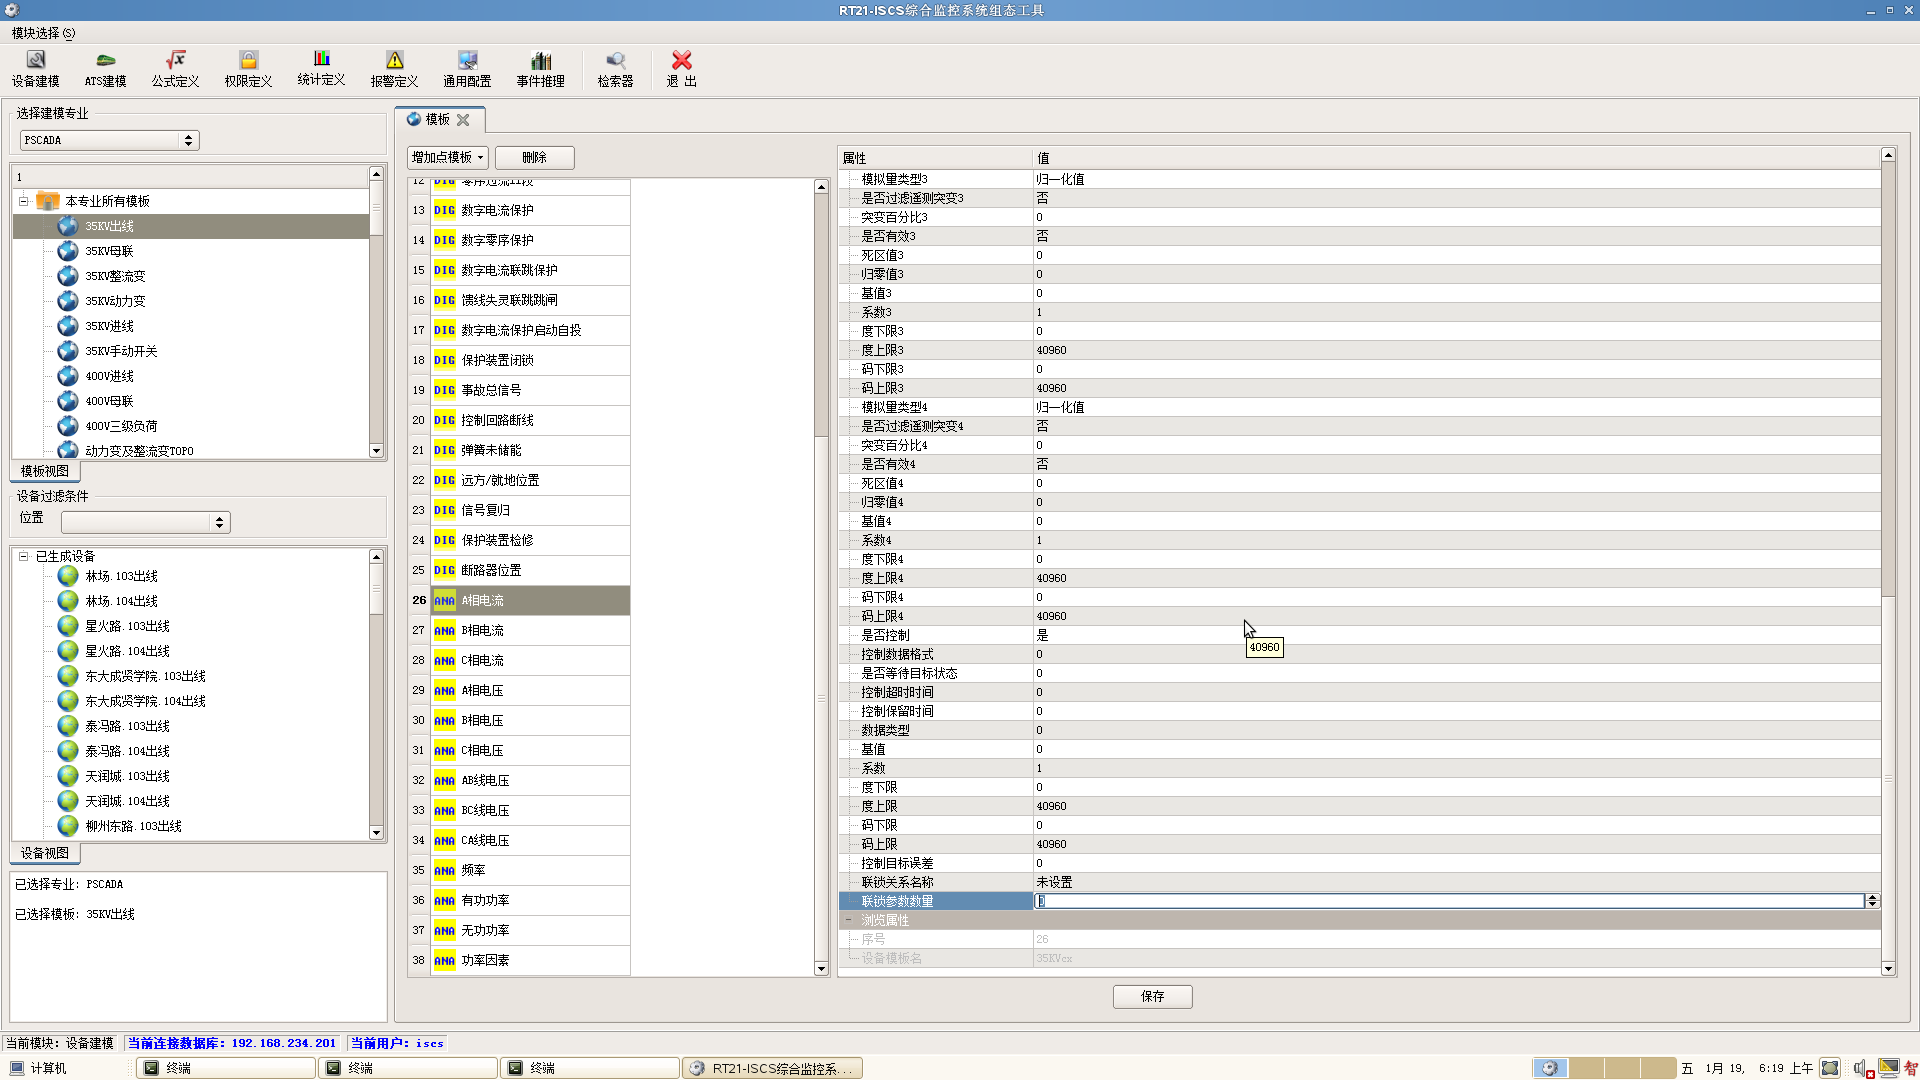 RT21-ISCS综合监控系统组态工具
模块选择(S)
设备建模
ATS建模
公式定义
权限定义
统计定义
报警定义
通用配置
事件推理
检索器
退 出
选择建模专业
PSCADA
1
本专业所有模板
35KV出线
35KV母联
35KV整流变
35KV动力变
35KV进线
35KV手动开关
400V进线
400V母联
400V三级负荷
动力变及整流变TOPO
模板视图
设备过滤条件
位置
已生成设备
林场.103出线
林场.104出线
星火路.103出线
星火路.104出线
东大成贤学院.103出线
东大成贤学院.104出线
泰冯路.103出线
泰冯路.104出线
天润城.103出线
天润城.104出线
柳州东路.103出线
设备视图
已选择专业: PSCADA
已选择模板: 35KV出线
模板
增加点模板
删除
12 DIG 零序过流II段
13 DIG 数字电流保护
14 DIG 数字零序保护
15 DIG 数字电流联跳保护
16 DIG 馈线失灵联跳跳闸
17 DIG 数字电流保护启动自投
18 DIG 保护装置闭锁
19 DIG 事故总信号
20 DIG 控制回路断线
21 DIG 弹簧未储能
22 DIG 远方/就地位置
23 DIG 信号复归
24 DIG 保护装置检修
25 DIG 断路器位置
26 ANA A相电流
27 ANA B相电流
28 ANA C相电流
29 ANA A相电压
30 ANA B相电压
31 ANA C相电压
32 ANA AB线电压
33 ANA BC线电压
34 ANA CA线电压
35 ANA 频率
36 ANA 有功功率
37 ANA 无功功率
38 ANA 功率因素
属性 值
模拟量类型3 归一化值
是否过滤遥测突变3 否
突变百分比3 0
是否有效3 否
死区值3 0
归零值3 0
基值3 0
系数3 1
度下限3 0
度上限3 40960
码下限3 0
码上限3 40960
模拟量类型4 归一化值
是否过滤遥测突变4 否
突变百分比4 0
是否有效4 否
死区值4 0
归零值4 0
基值4 0
系数4 1
度下限4 0
度上限4 40960
码下限4 0
码上限4 40960
是否控制 是
40960
控制数据格式 0
是否等待目标状态 0
控制超时时间 0
控制保留时间 0
数据类型 0
基值 0
系数 1
度下限 0
度上限 40960
码下限 0
码上限 40960
控制目标误差 0
联锁关系名称 未设置
联锁参数数量 0
浏览属性
序号 26
设备模板名 35KVcx
保存
当前模块: 设备建模 当前连接数据库: 192.168.234.201 当前用户: iscs
计算机
终端
终端
终端
RT21-ISCS综合监控系...
五 1月 19, 6:19 上午
智